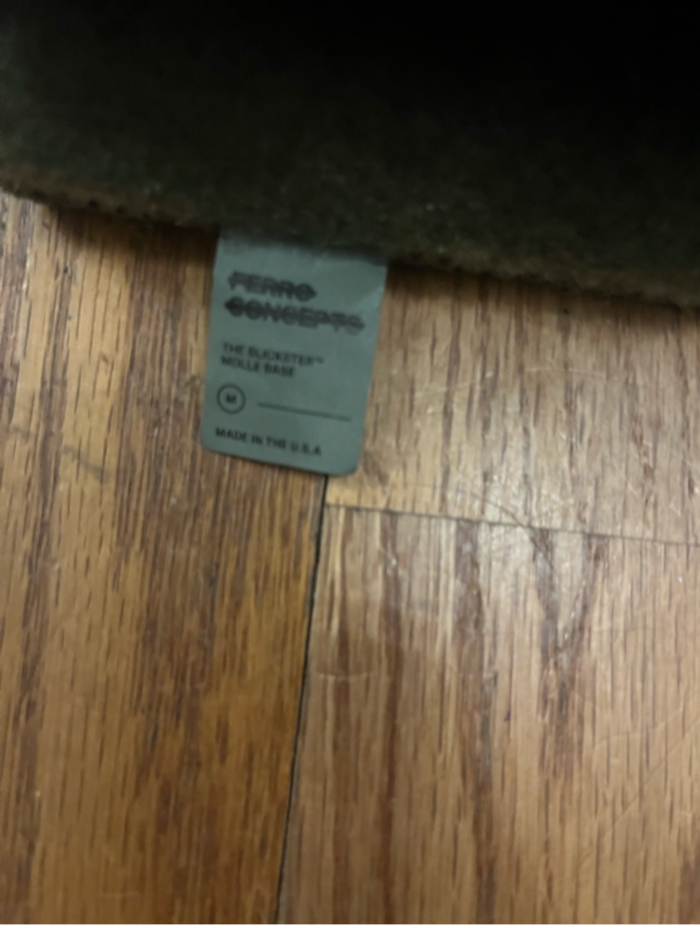 FERRO
CONCEPTS
THE SLICKSTER™
MOLLE BASE
M
MADE IN THE U.S.A